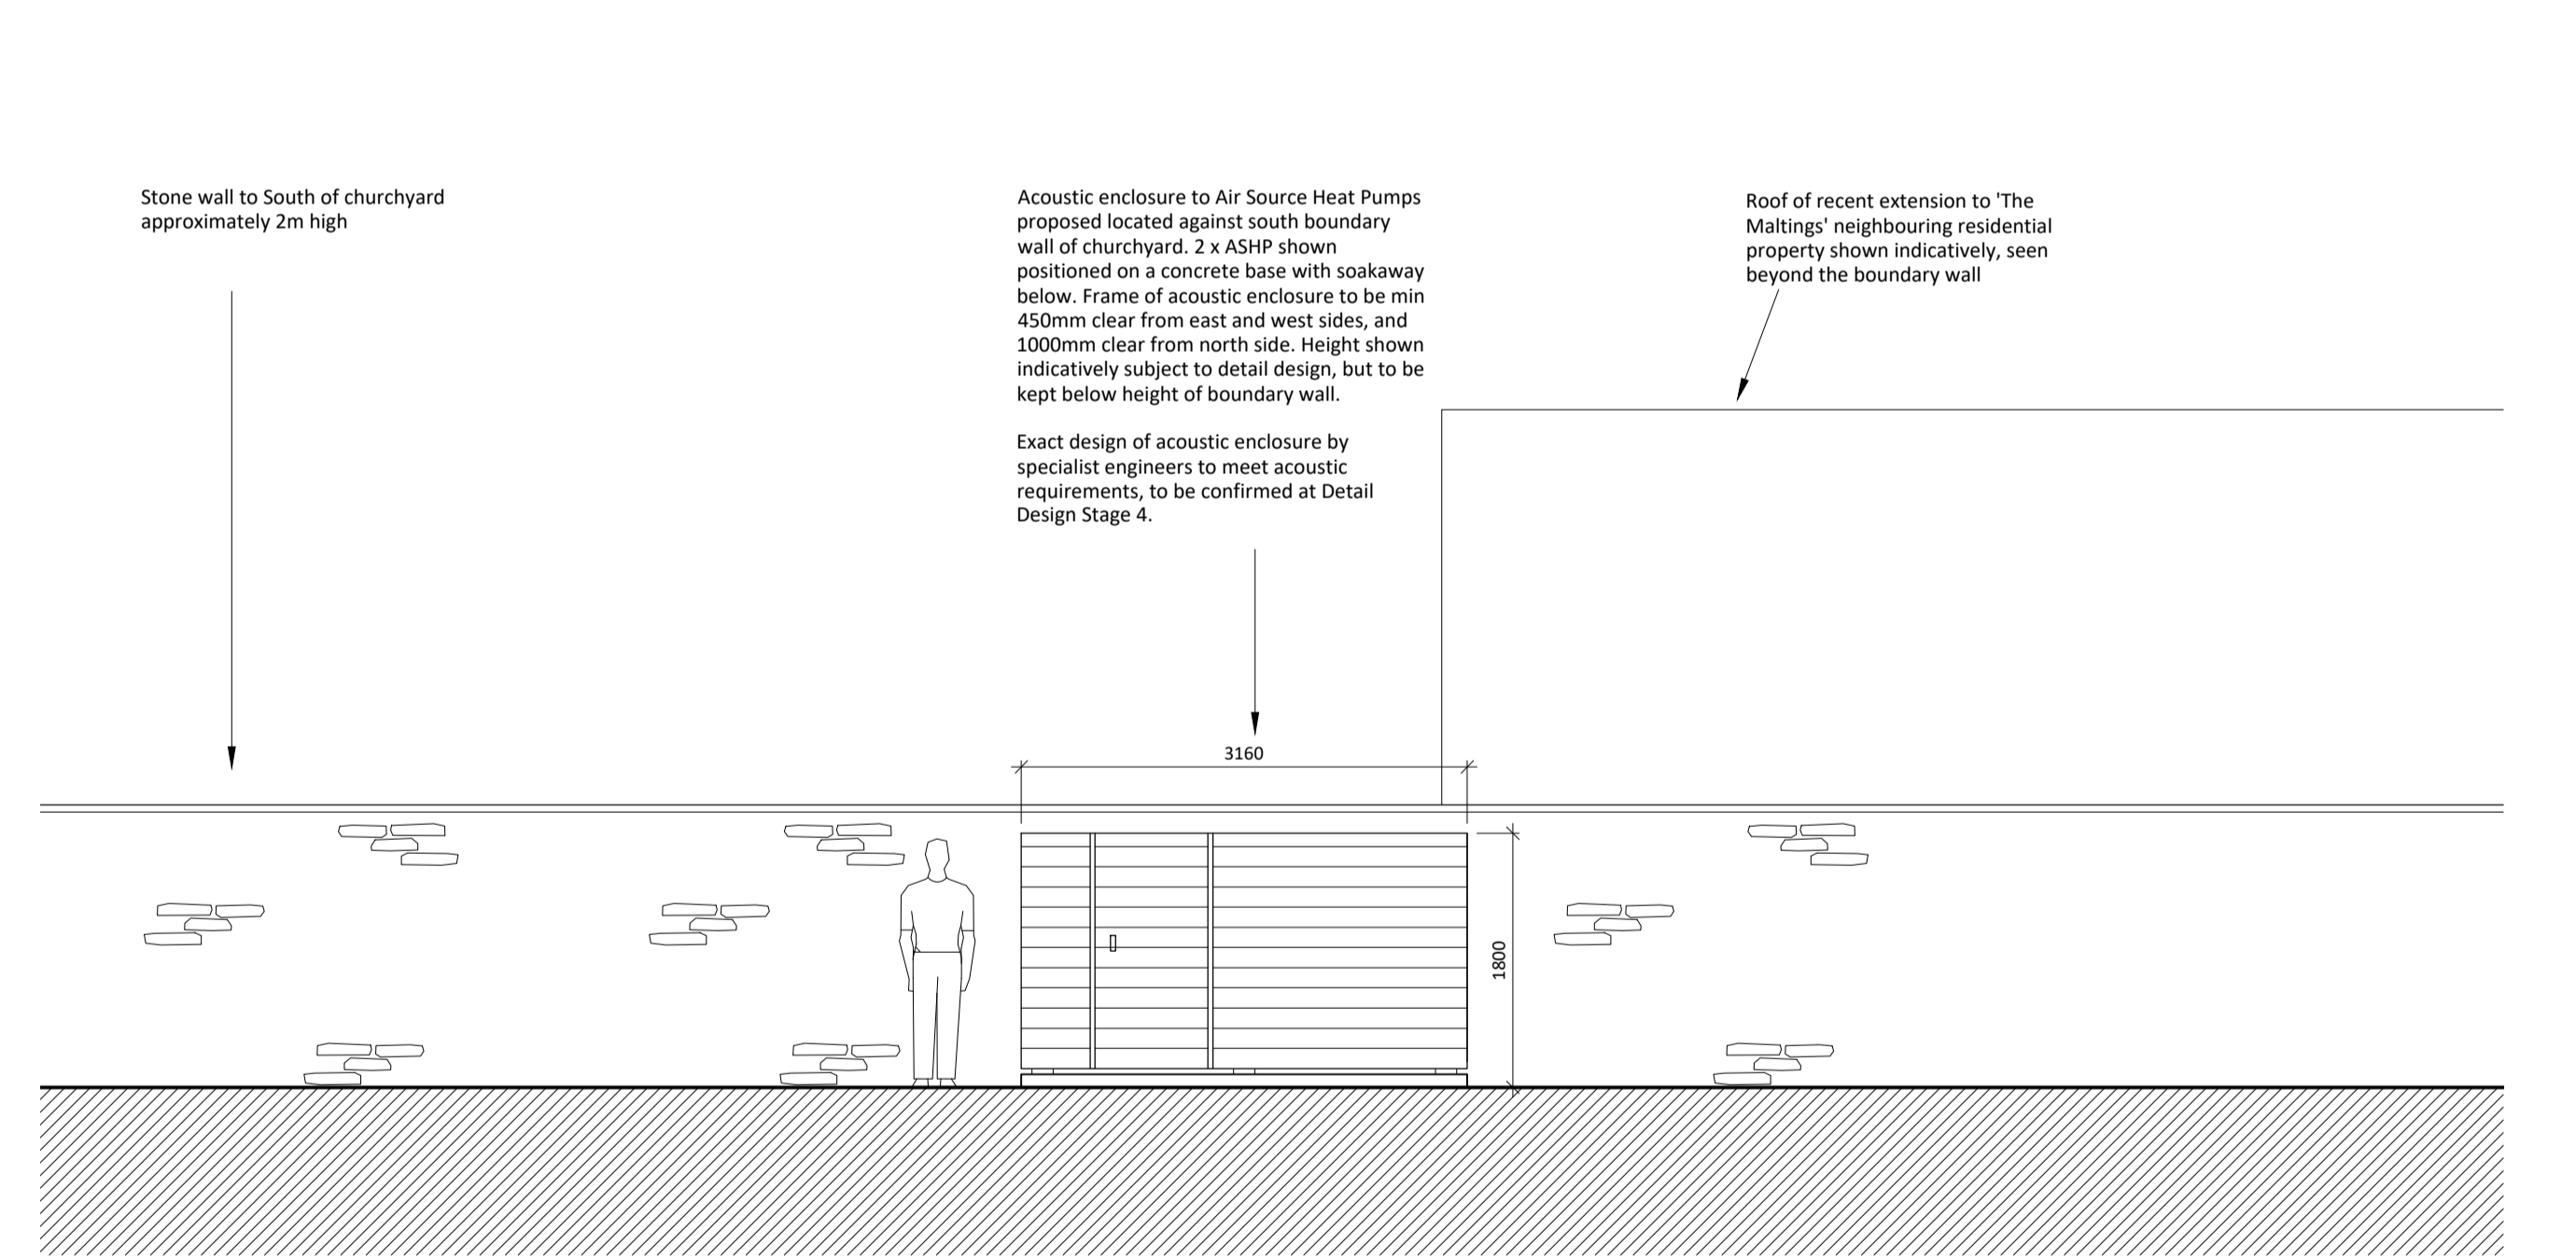 Stone wall to South of churchyard
approximately 2m high
Acoustic enclosure to Air Source Heat Pumps
proposed located against south boundary
wall of churchyard. 2 x ASHP shown
positioned on a concrete base with soakaway
below. Frame of acoustic enclosure to be min
450mm clear from east and west sides, and
1000mm clear from north side. Height shown
indicatively subject to detail design, but to be
kept below height of boundary wall.
Exact design of acoustic enclosure by
specialist engineers to meet acoustic
requirements, to be confirmed at Detail
Design Stage 4.
Roof of recent extension to 'The
Maltings' neighbouring residential
property shown indicatively, seen
beyond the boundary wall
3160
1800